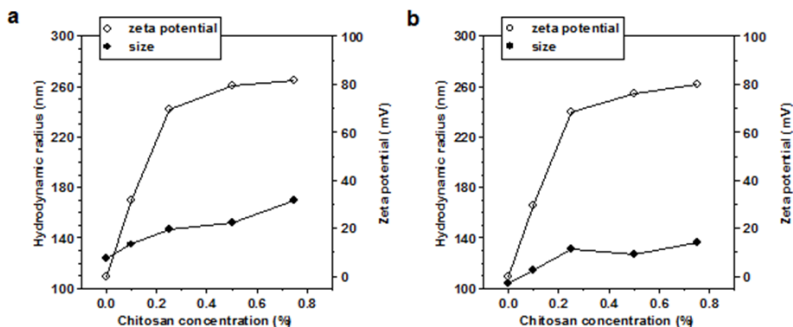 a
zeta potential
size
300
260
220
180
140
100
100
80
60
40
20
0
0.0 0.2 0.4 0.6 0.8
Hydrodynamic radius (nm)
Zeta potential (mV)
Chitosan concentration (%)
b
zeta potential
size
300
260
220
180
140
100
100
80
60
40
20
0
0.0 0.2 0.4 0.6 0.8
Hydrodynamic radius (nm)
Zeta potential (mV)
Chitosan concentration (%)